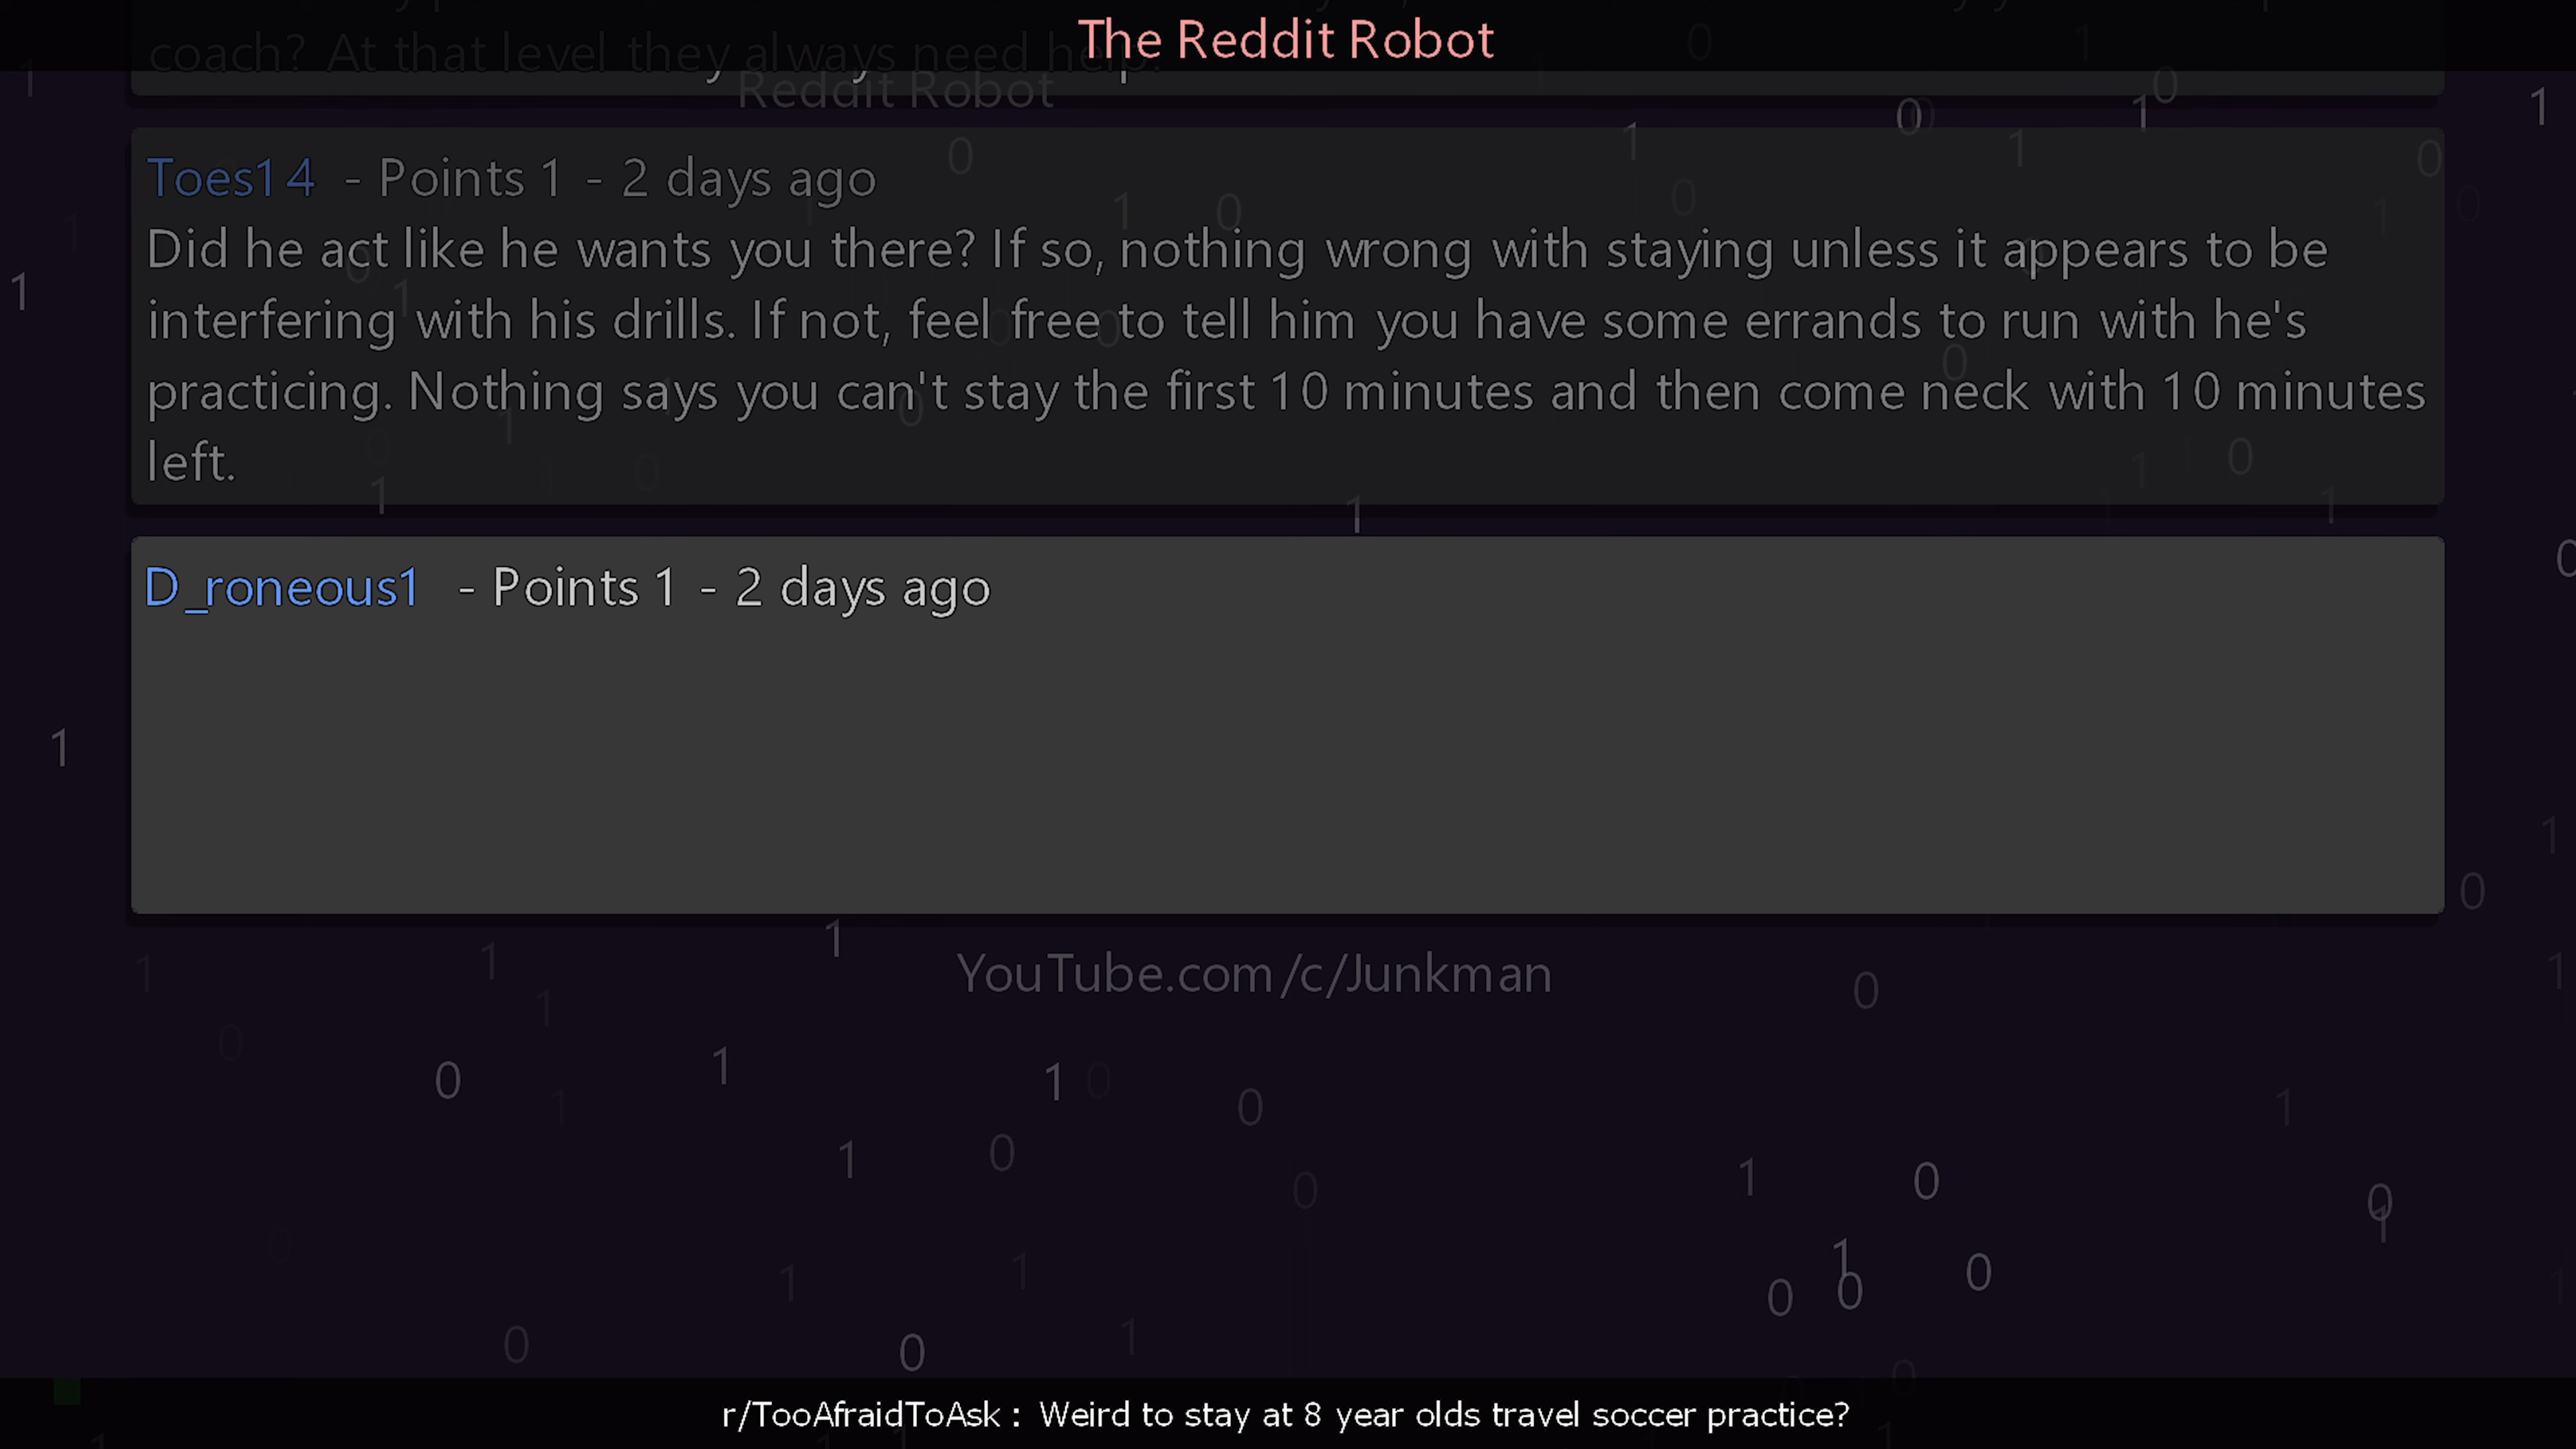 The Reddit Robot
coach? At that level they always need help.
Reddit Robot
Toes14 - Points 1 - 2 days ago
Did he act like he wants you there? If so, nothing wrong with staying unless it appears to be
interfering with his drills. If not, feel free to tell him you have some errands to run with he's
practicing. Nothing says you can't stay the first 10 minutes and then come neck with 10 minutes
left.
D_roneous1 - Points 1 - 2 days ago
YouTube.com/c/Junkman
r/TooAfraidToAsk : Weird to stay at 8 year olds travel soccer practice?